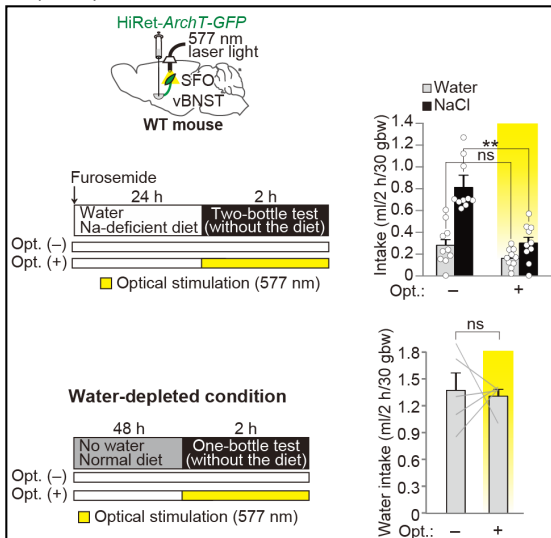 HiRet-ArchT-GFP
577 nm
laser light
SFO
vBNST
WT mouse
Furosemide
24 h
2 h
Water
Na-deficient diet
Two-bottle test
(without the diet)
Opt. (–)
Opt. (+)
Optical stimulation (577 nm)
Water
NaCl
Intake (ml/2 h/30 gbw)
1.4
1.2
1.0
0.8
0.6
0.4
0.2
0
**
ns
Opt.: – +
Water-depleted condition
48 h
2 h
No water
Normal diet
One-bottle test
(without the diet)
Opt. (–)
Opt. (+)
Optical stimulation (577 nm)
Water intake (ml/2 h/30 gbw)
ns
1.8
1.5
1.2
0.9
0.6
0.3
0
Opt.: – +